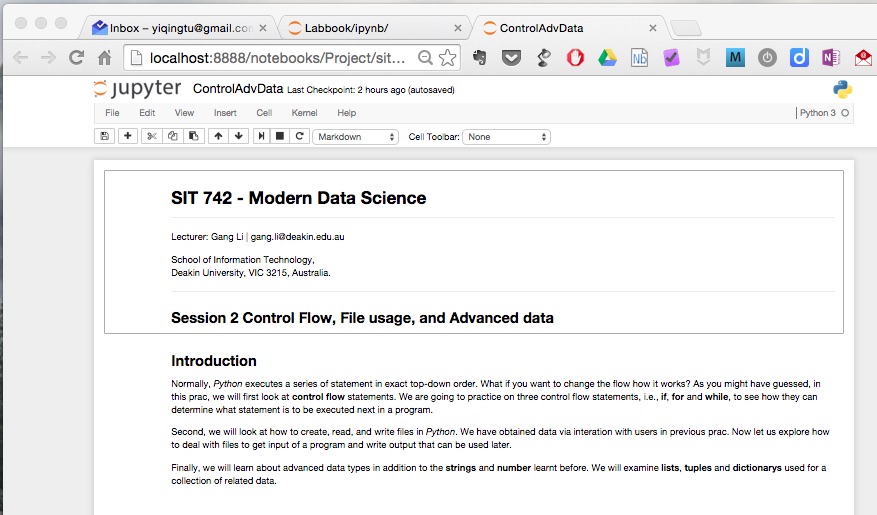 Inbox – yiqingtu@gmail.con
Labbook/ipynb/
ControlAdvData
localhost:8888/notebooks/Project/sit...
jupyter ControlAdvData Last Checkpoint: 2 hours ago (autosaved)
File Edit View Insert Cell Kernel Help Python 3
Markdown Cell Toolbar: None
SIT 742 - Modern Data Science
Lecturer: Gang Li | gang.li@deakin.edu.au
School of Information Technology,
Deakin University, VIC 3215, Australia.
Session 2 Control Flow, File usage, and Advanced data
Introduction
Normally, Python executes a series of statement in exact top-down order. What if you want to change the flow how it works? As you might have guessed, in
this prac, we will first look at control flow statements. We are going to practice on three control flow statements, i.e., if, for and while, to see how they can
determine what statement is to be executed next in a program.
Second, we will look at how to create, read, and write files in Python. We have obtained data via interation with users in previous prac. Now let us explore how
to deal with files to get input of a program and write output that can be used later.
Finally, we will learn about advanced data types in addition to the strings and number learnt before. We will examine lists, tuples and dictionarys used for a
collection of related data.